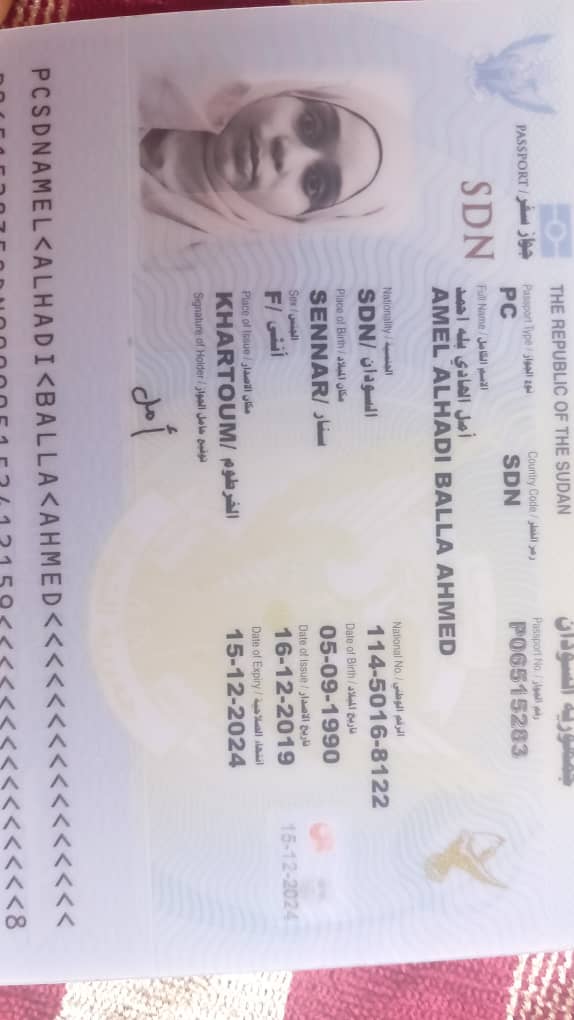 THE REPUBLIC OF THE SUDAN جمهورية السودان
PASSPORT / جواز سفر
SDN
Passport Type / نوع الجواز Country Code / رمز القطر Passport No. / رقم الجواز
PC SDN P06515283
Full Name / الاسم الكامل
أمل الهادي بله احمد
AMEL ALHADI BALLA AHMED
Nationality / الجنسية National No. / الرقم الوطني
SDN/ السودان 114-5016-8122
Place of Birth / مكان الميلاد Date of Birth / تاريخ الميلاد
SENNAR/ سنار 05-09-1990
Sex / الجنس Date of Issue / تاريخ الاصدار
F/ أنثى 16-12-2019
Place of Issue / مكان الاصدار Date of Expiry / انتهاء الصلاحية
KHARTOUM/ الخرطوم 15-12-2024
15-12-2024
Signature of Holder / توقيع حامل الجواز
أمل
PCSDNAMEL<ALHADI<BALLA<AHMED<<<<<<<<<<<<<<<<